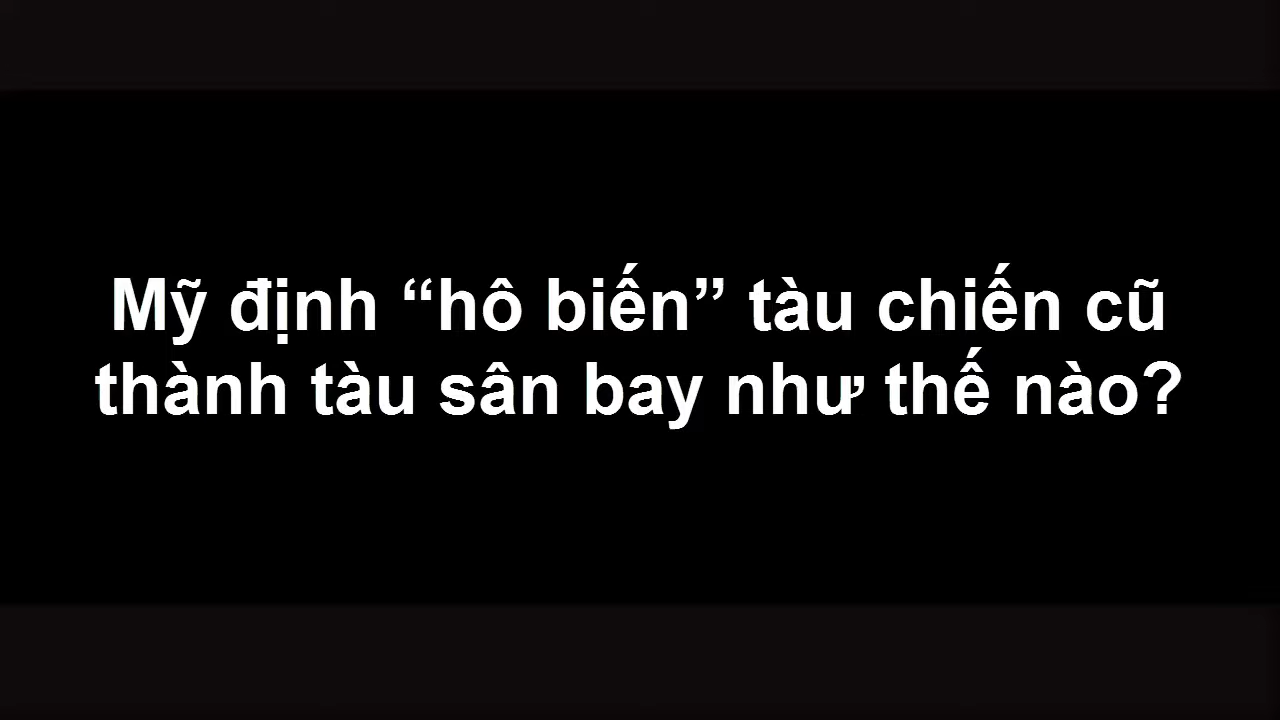 Mỹ định “hô biến” tàu chiến cũ
thành tàu sân bay như thế nào?